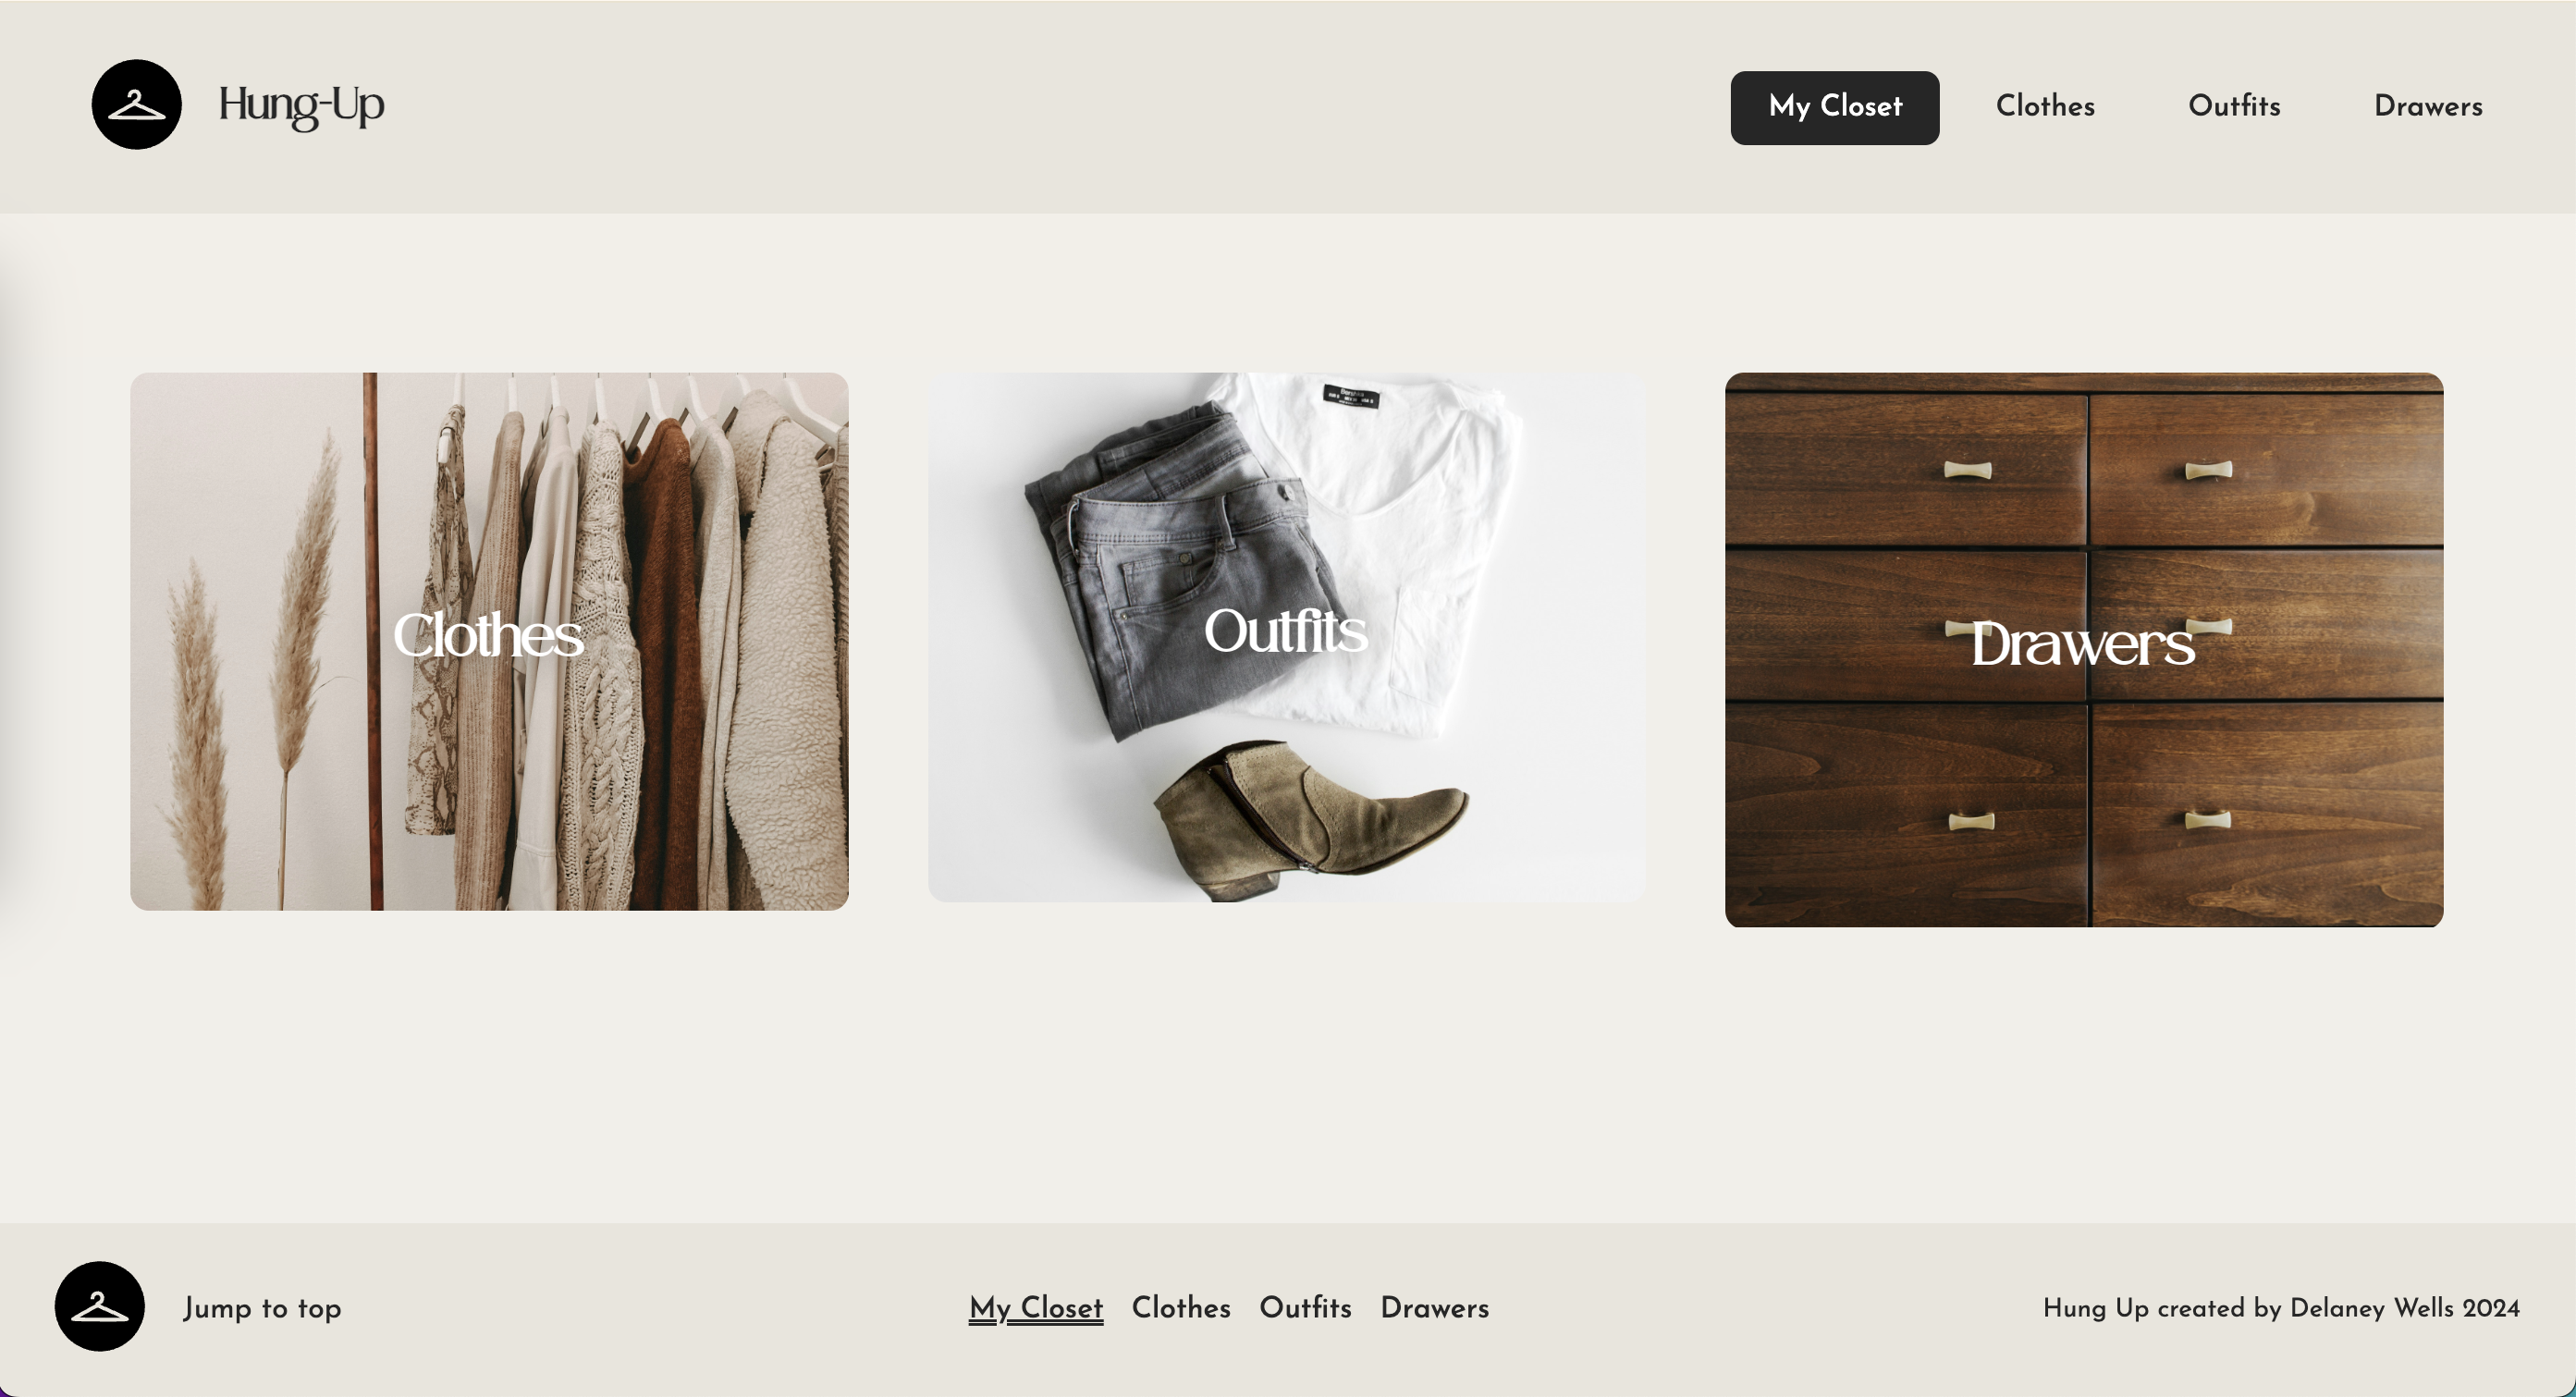 Hung-Up
My Closet Clothes Outfits Drawers
Clothes
Outfits
Drawers
Jump to top
My Closet Clothes Outfits Drawers
Hung Up created by Delaney Wells 2024